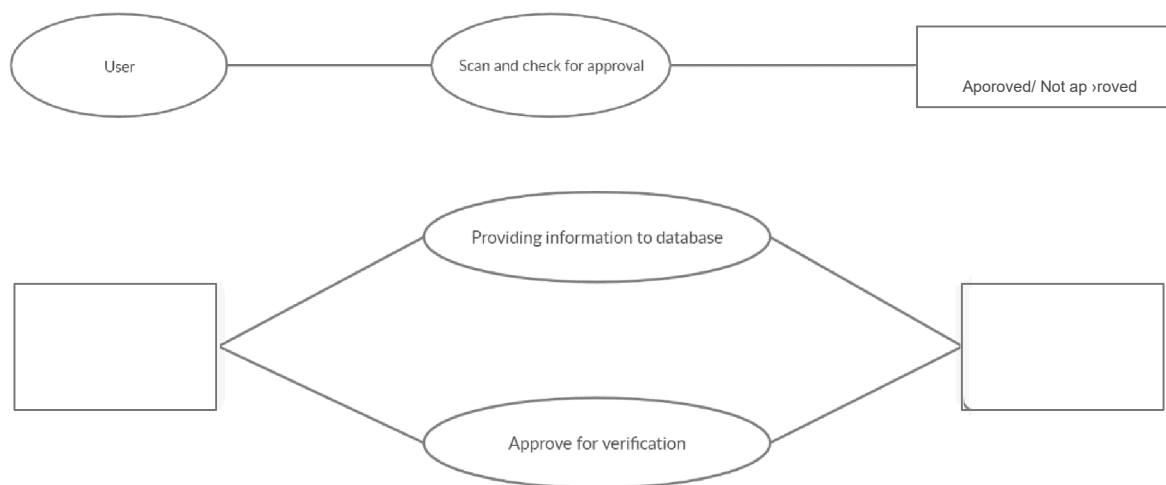 User
Scan and check for approval
Aporoved/ Not ap›roved
Providing information to database
Approve for verification